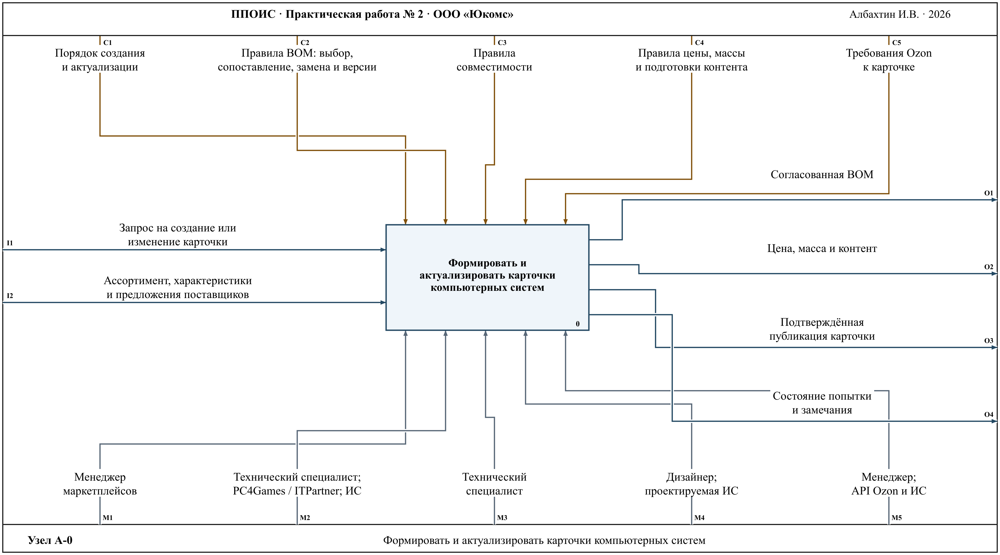 ППОИС · Практическая работа № 2 · ООО «Юкомс»
Албахтин И.В. · 2026
C1
Порядок создания
и актуализации
C2
Правила BOM: выбор,
сопоставление, замена и версии
C3
Правила
совместимости
C4
Правила цены, массы
и подготовки контента
C5
Требования Ozon
к карточке
Согласованная BOM
O1
Запрос на создание или
изменение карточки
I1
Ассортимент, характеристики
и предложения поставщиков
I2
Формировать и
актуализировать карточки
компьютерных систем
0
Цена, масса и контент
O2
Подтверждённая
публикация карточки
O3
Состояние попытки
и замечания
O4
Менеджер
маркетплейсов
M1
Технический специалист;
PC4Games / ITPartner; ИС
M2
Технический
специалист
M3
Дизайнер;
проектируемая ИС
M4
Менеджер;
API Ozon и ИС
M5
Узел A-0
Формировать и актуализировать карточки компьютерных систем